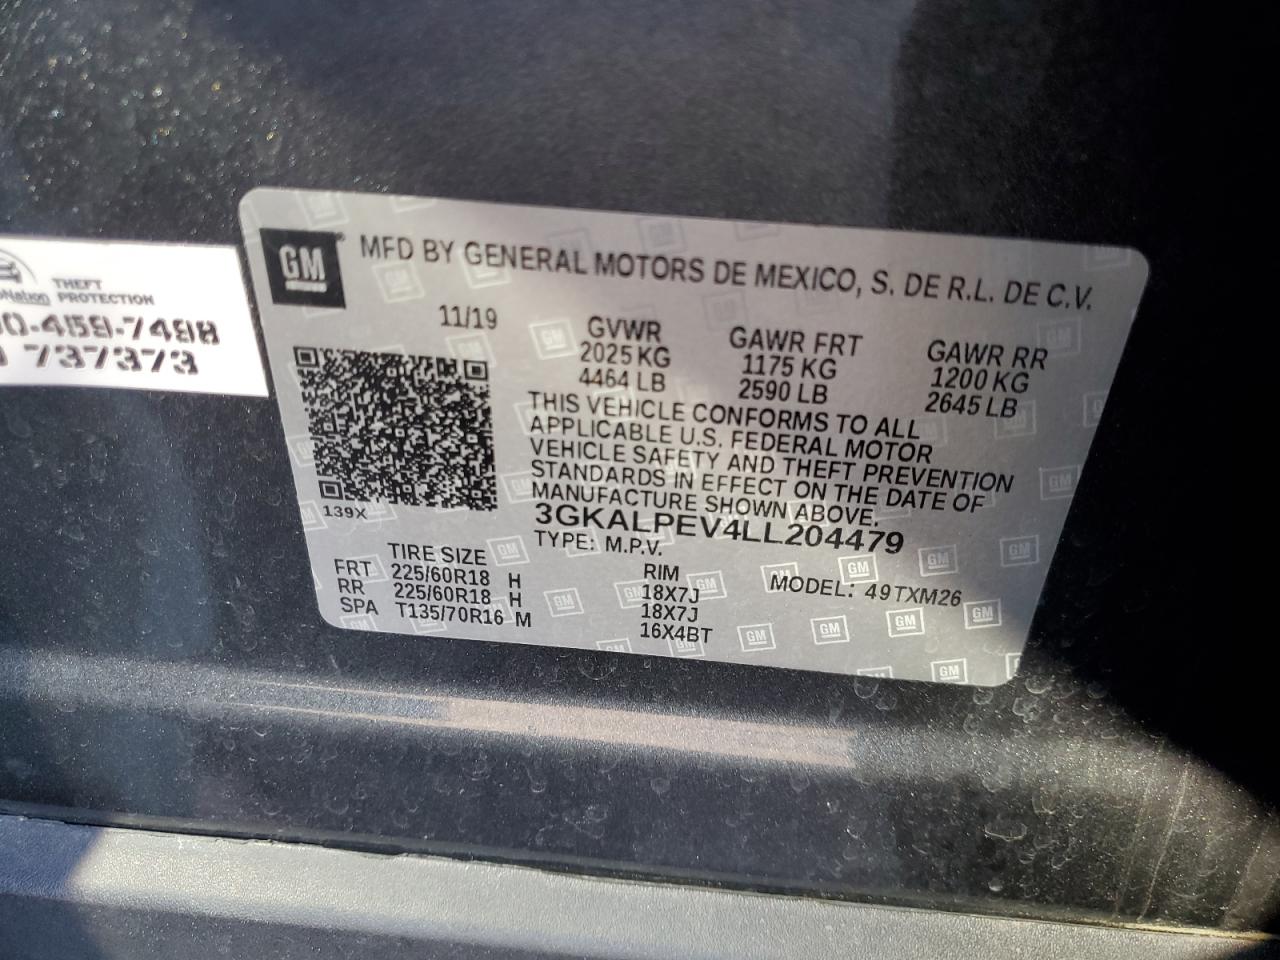 GM
MFD BY GENERAL MOTORS DE MEXICO, S. DE R.L. DE C.V.
11/19
GVWR GAWR FRT GAWR RR
2025 KG 1175 KG 1200 KG
4464 LB 2590 LB 2645 LB
THIS VEHICLE CONFORMS TO ALL
APPLICABLE U.S. FEDERAL MOTOR
VEHICLE SAFETY AND THEFT PREVENTION
STANDARDS IN EFFECT ON THE DATE OF
MANUFACTURE SHOWN ABOVE.
139X
3GKALPEV4LL204479
TYPE: M.P.V.
MODEL: 49TXM26
TIRE SIZE RIM
FRT 225/60R18 H 18X7J
RR 225/60R18 H 18X7J
SPA T135/70R16 M 16X4BT
THEFT
Nation PROTECTION
0-459-7498
737373